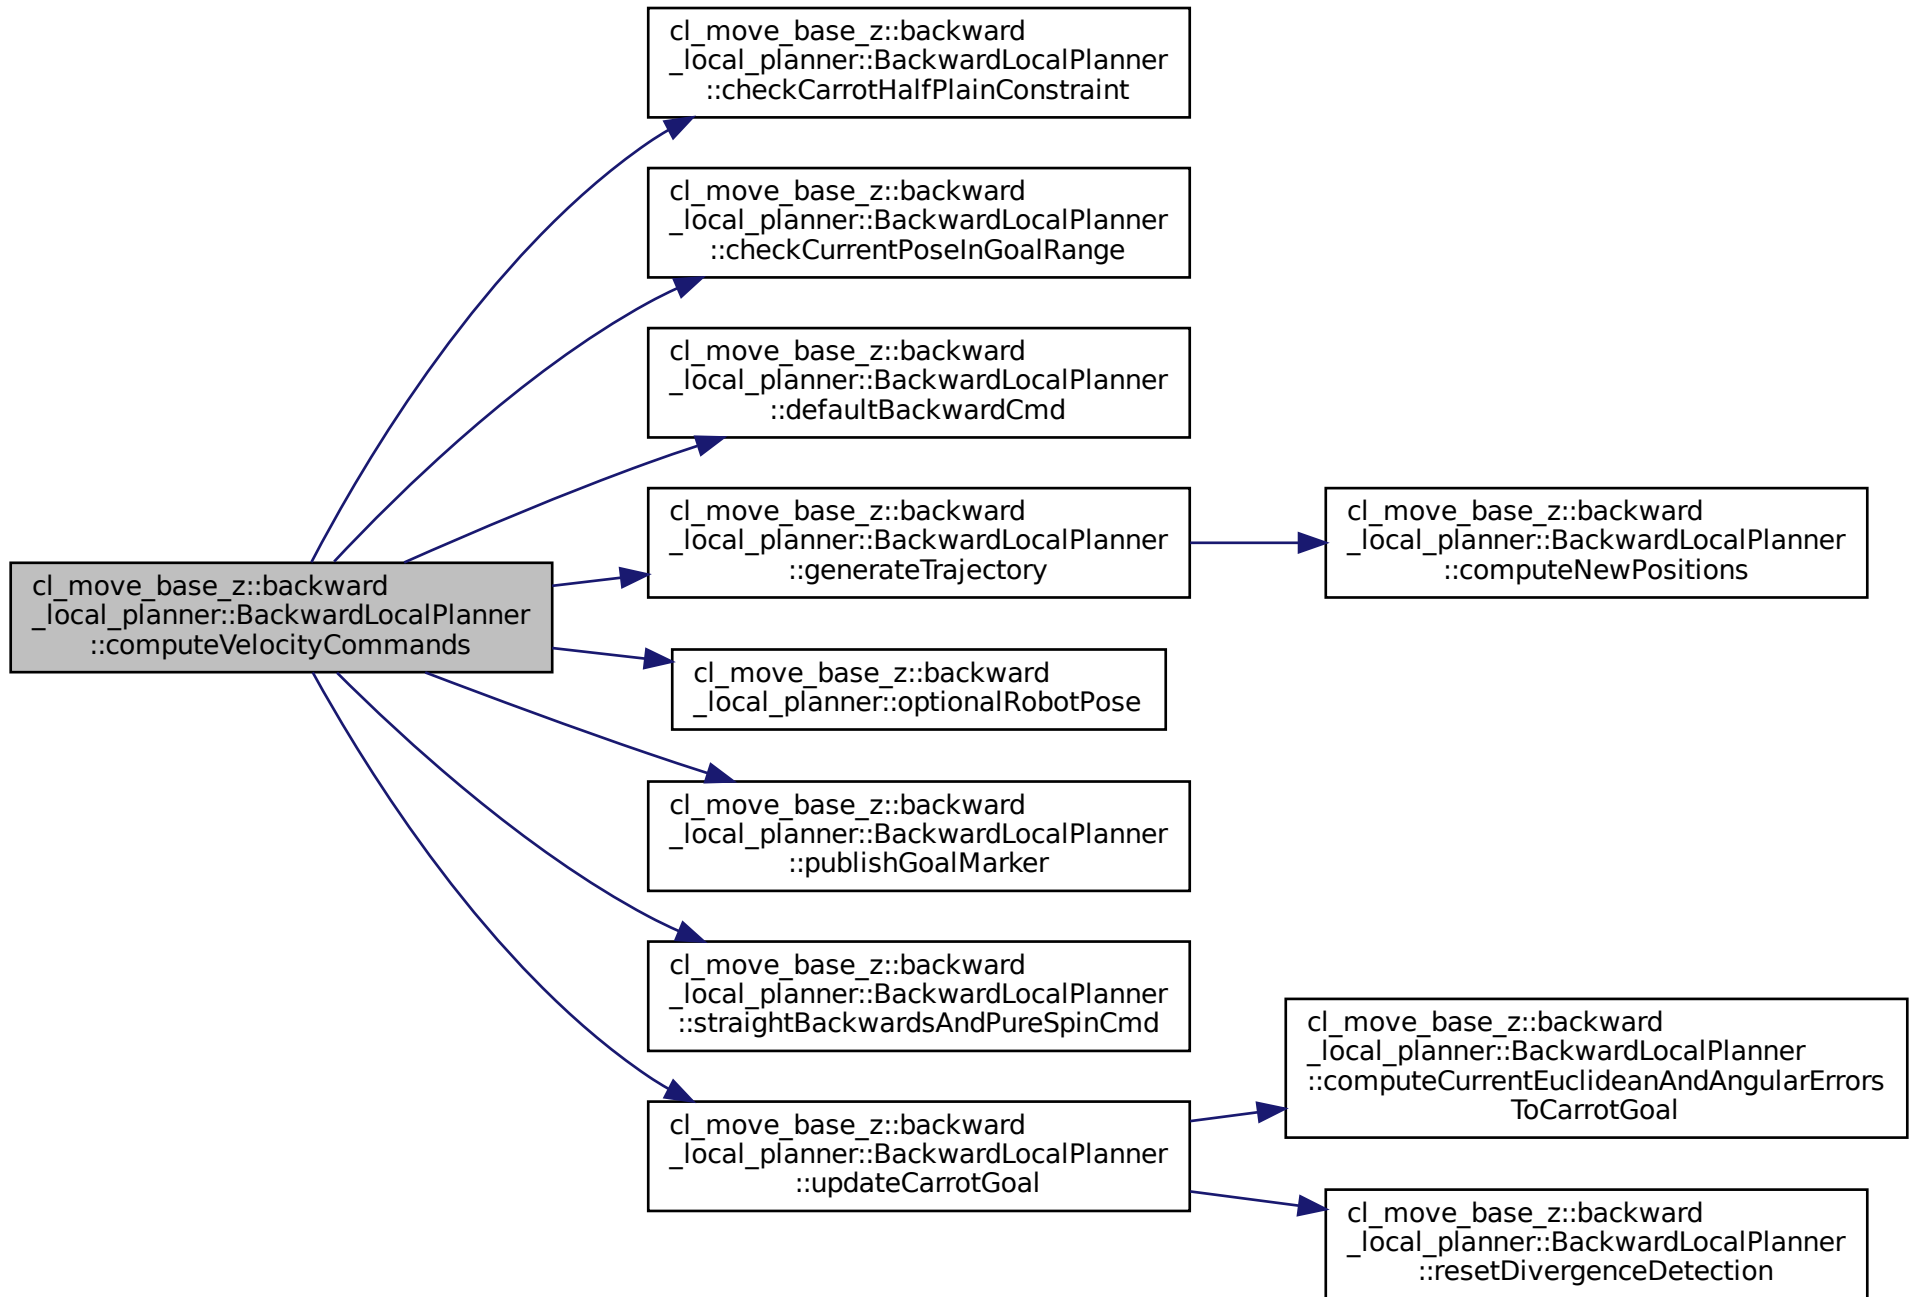 cl_move_base_z::backward
_local_planner::BackwardLocalPlanner
::checkCarrotHalfPlainConstraint
cl_move_base_z::backward
_local_planner::BackwardLocalPlanner
::checkCurrentPoseInGoalRange
cl_move_base_z::backward
_local_planner::BackwardLocalPlanner
::defaultBackwardCmd
cl_move_base_z::backward
_local_planner::BackwardLocalPlanner
::generateTrajectory
cl_move_base_z::backward
_local_planner::BackwardLocalPlanner
::computeNewPositions
cl_move_base_z::backward
_local_planner::BackwardLocalPlanner
::computeVelocityCommands
cl_move_base_z::backward
_local_planner::optionalRobotPose
cl_move_base_z::backward
_local_planner::BackwardLocalPlanner
::publishGoalMarker
cl_move_base_z::backward
_local_planner::BackwardLocalPlanner
::straightBackwardsAndPureSpinCmd
cl_move_base_z::backward
_local_planner::BackwardLocalPlanner
::computeCurrentEuclideanAndAngularErrors
ToCarrotGoal
cl_move_base_z::backward
_local_planner::BackwardLocalPlanner
::updateCarrotGoal
cl_move_base_z::backward
_local_planner::BackwardLocalPlanner
::resetDivergenceDetection